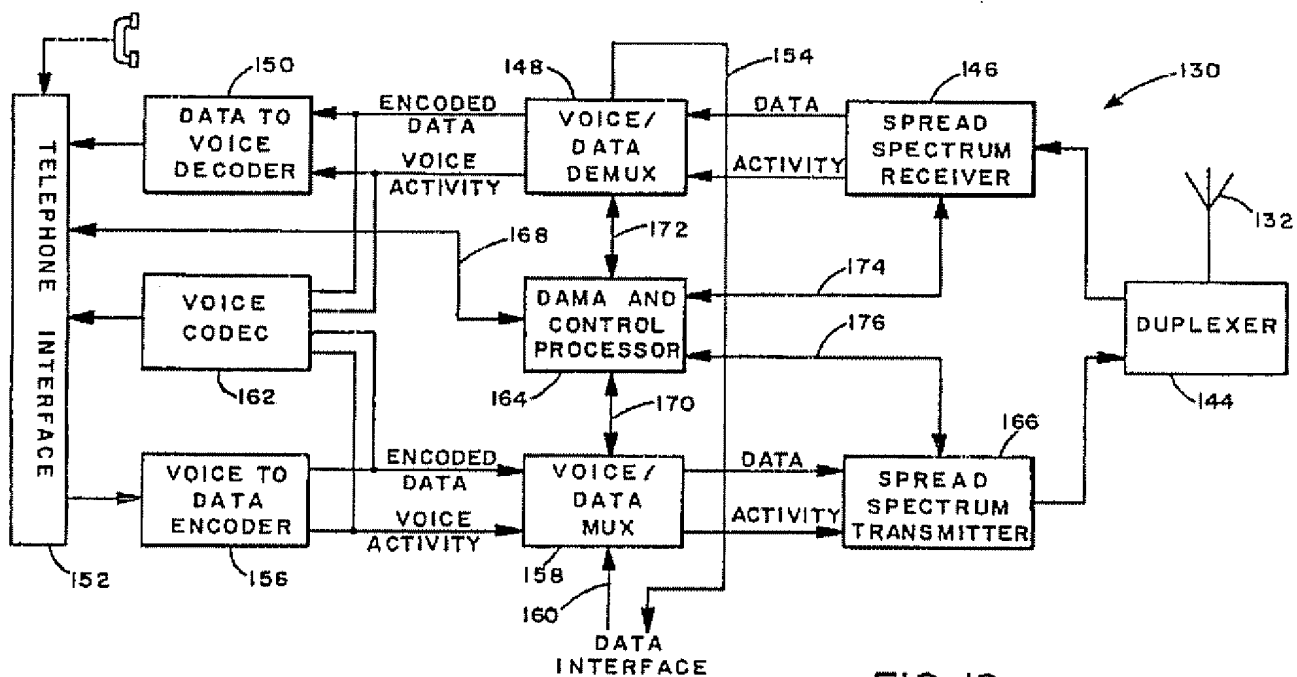 150
148
154
146
130
DATA TO
VOICE
DECODER
ENCODED
DATA
VOICE
ACTIVITY
VOICE/
DATA
DEMUX
DATA
ACTIVITY
SPREAD
SPECTRUM
RECEIVER
132
TELEPHONE INTERFACE
168
172
174
VOICE
CODEC
162
DAMA AND
CONTROL
PROCESSOR
164
176
DUPLEXER
144
170
166
VOICE TO
DATA
ENCODER
ENCODED
DATA
VOICE
ACTIVITY
VOICE/
DATA
MUX
DATA
ACTIVITY
SPREAD
SPECTRUM
TRANSMITTER
152
156
158
160
DATA
INTERFACE